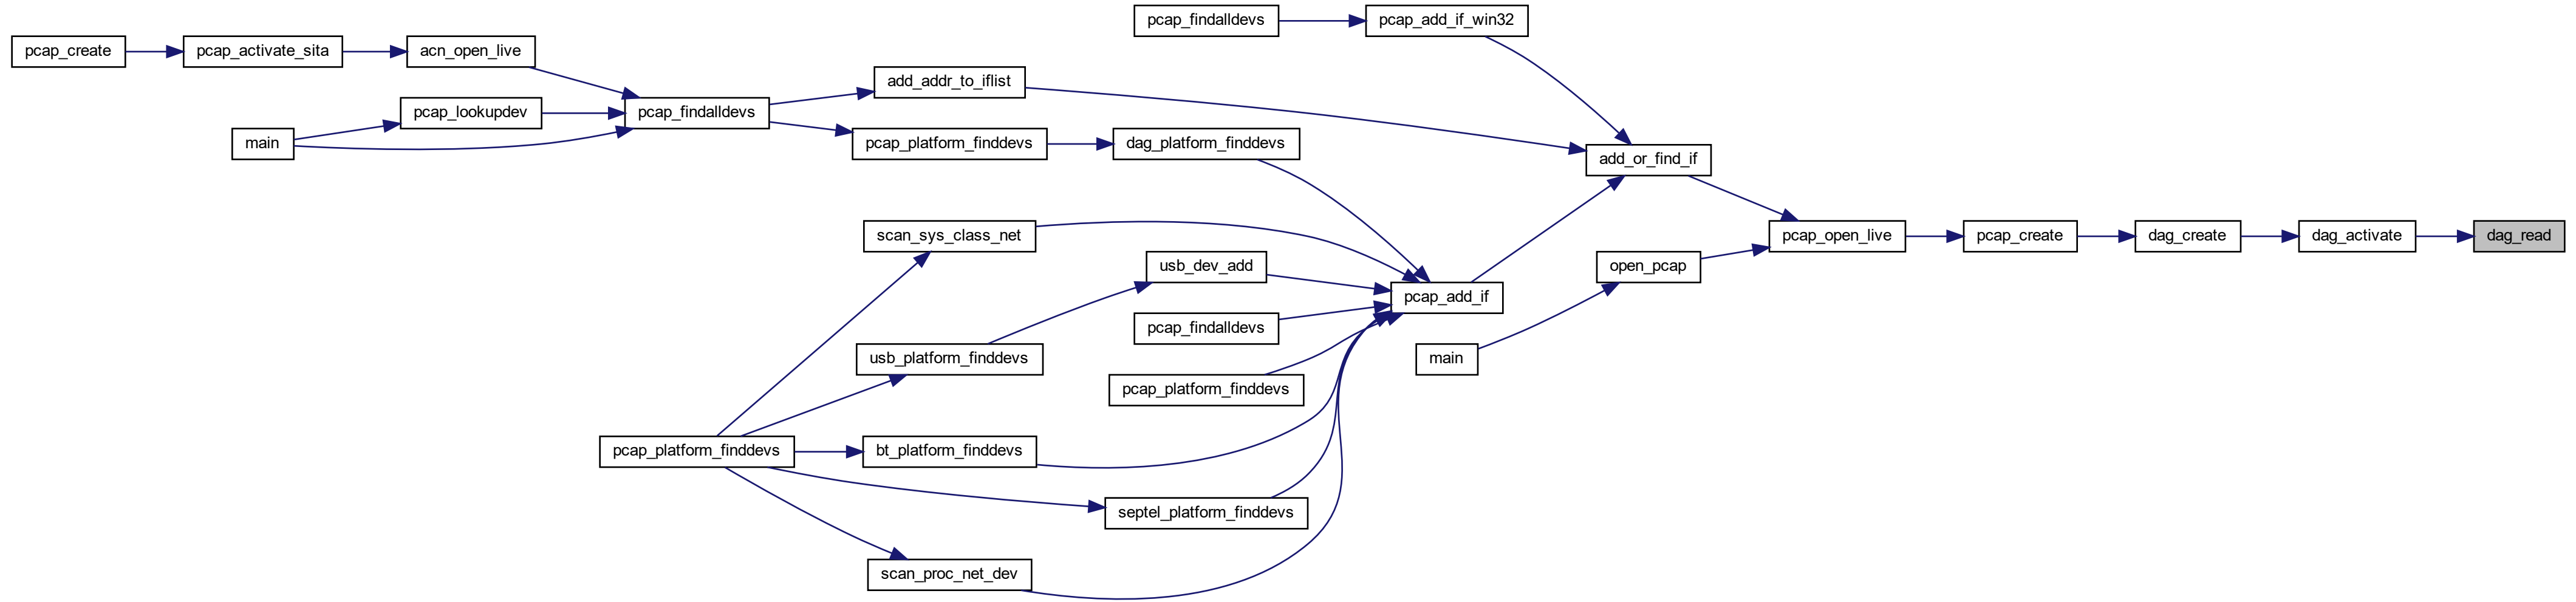 pcap_findalldevs
pcap_add_if_win32
pcap_create
pcap_activate_sita
acn_open_live
add_addr_to_iflist
pcap_lookupdev
pcap_findalldevs
main
pcap_platform_finddevs
dag_platform_finddevs
add_or_find_if
scan_sys_class_net
pcap_open_live
pcap_create
dag_create
dag_activate
dag_read
usb_dev_add
open_pcap
pcap_add_if
pcap_findalldevs
usb_platform_finddevs
main
pcap_platform_finddevs
pcap_platform_finddevs
bt_platform_finddevs
septel_platform_finddevs
scan_proc_net_dev